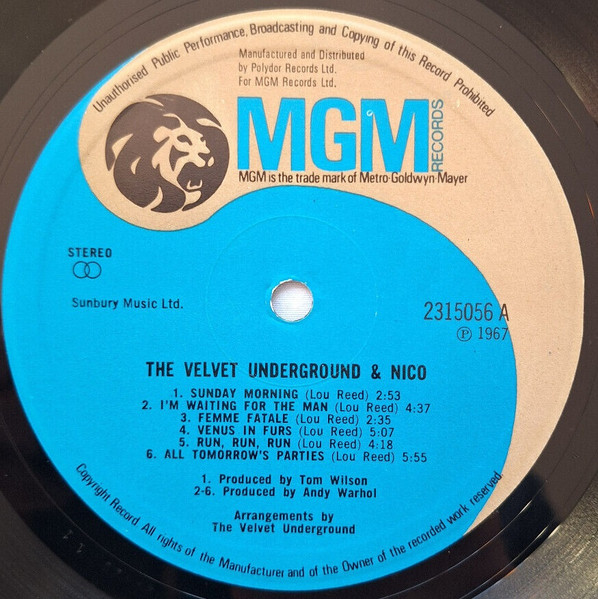 Unauthorised Public Performance, Broadcasting and Copying of this Record Prohibited
Manufactured and Distributed
by Polydor Records Ltd.
For MGM Records Ltd.
MGM
RECORDS
MGM is the trade mark of Metro-Goldwyn-Mayer
STEREO
Sunbury Music Ltd.
2315056 A
Ⓟ 1967
THE VELVET UNDERGROUND & NICO
1. SUNDAY MORNING (Lou Reed) 2:53
2. I'M WAITING FOR THE MAN (Lou Reed) 4:37
3. FEMME FATALE (Lou Reed) 2:35
4. VENUS IN FURS (Lou Reed) 5:07
5. RUN, RUN, RUN (Lou Reed) 4:18
6. ALL TOMORROW'S PARTIES (Lou Reed) 5:55
1. Produced by Tom Wilson
2-6. Produced by Andy Warhol
Arrangements by
The Velvet Underground
Copyright Record All rights of the Manufacturer and of the Owner of the recorded work reserved